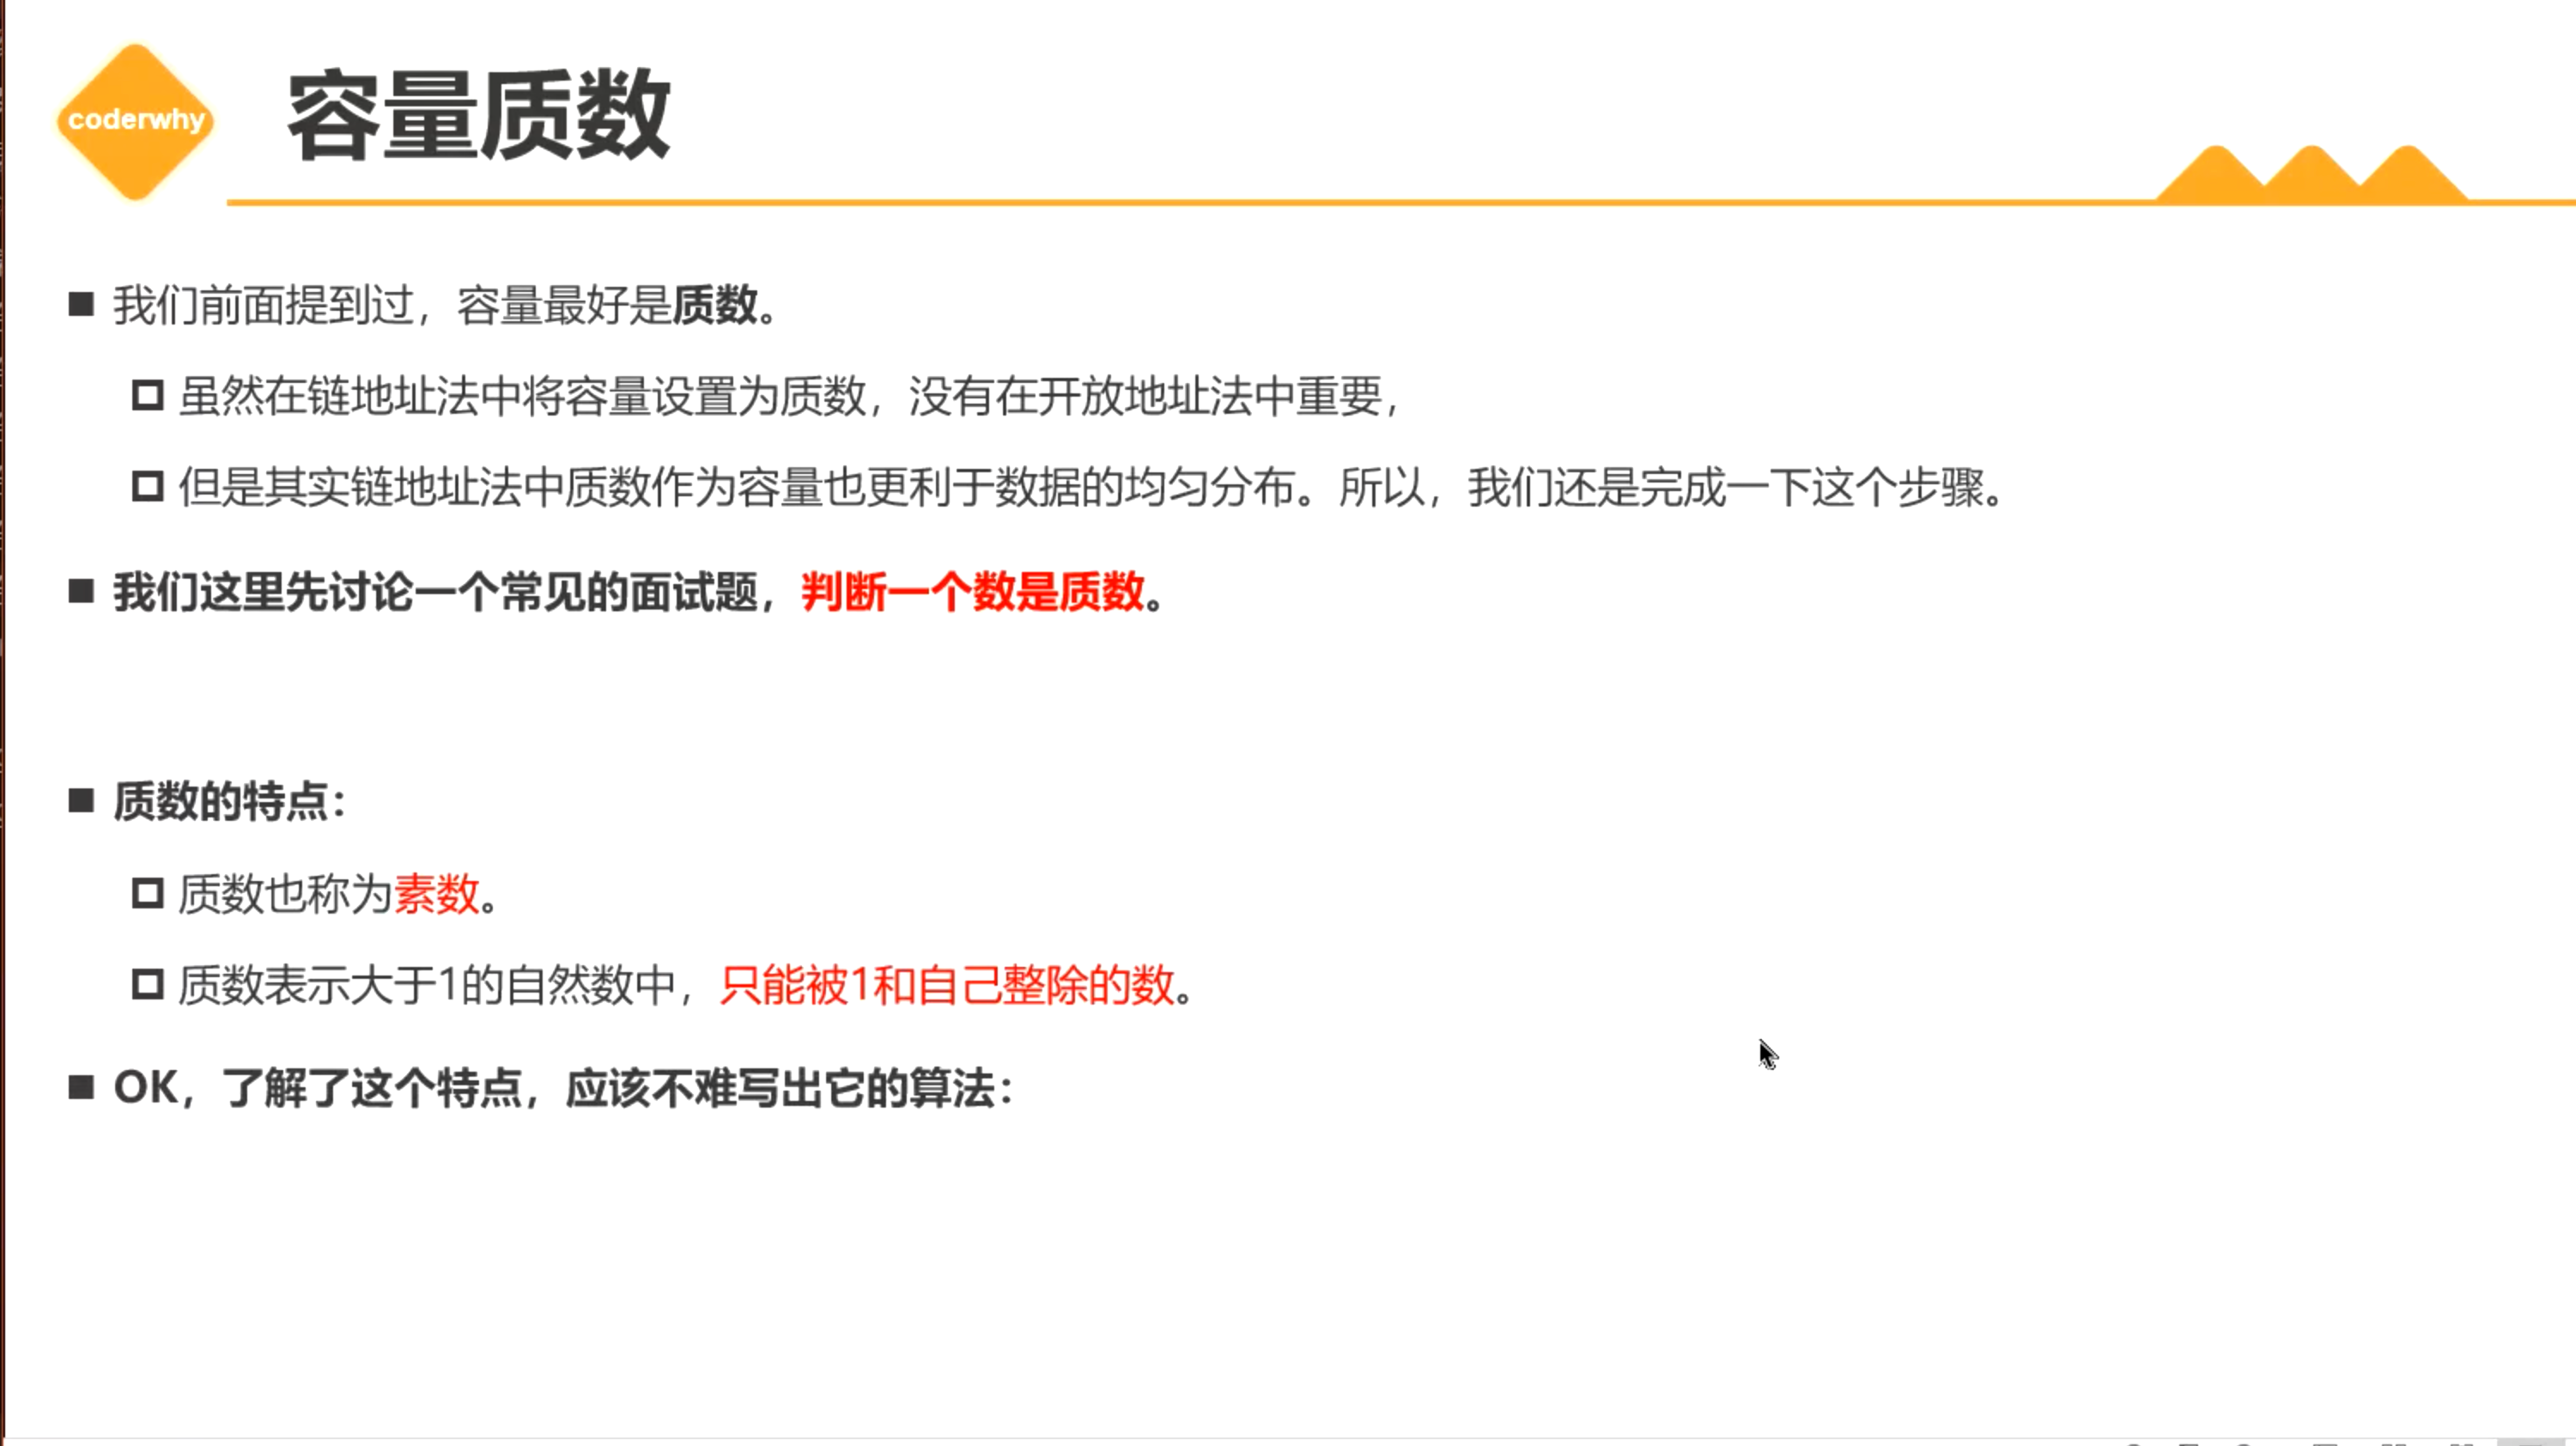 coderwhy
容量质数
我们前面提到过，容量最好是质数。
虽然在链地址法中将容量设置为质数，没有在开放地址法中重要，
但是其实链地址法中质数作为容量也更利于数据的均匀分布。所以，我们还是完成一下这个步骤。
我们这里先讨论一个常见的面试题，判断一个数是质数。
质数的特点：
质数也称为素数。
质数表示大于1的自然数中，只能被1和自己整除的数。
OK，了解了这个特点，应该不难写出它的算法：